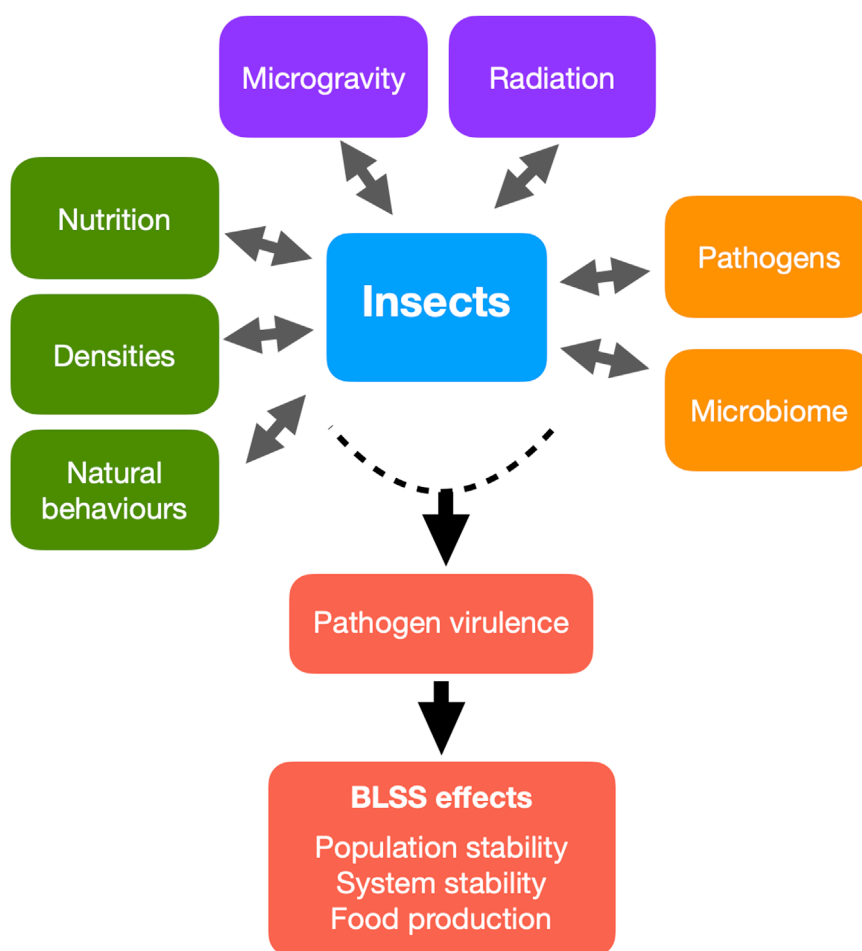 Microgravity
Radiation
Nutrition
Densities
Natural
behaviours
Insects
Pathogens
Microbiome
Pathogen virulence
BLSS effects
Population stability
System stability
Food production